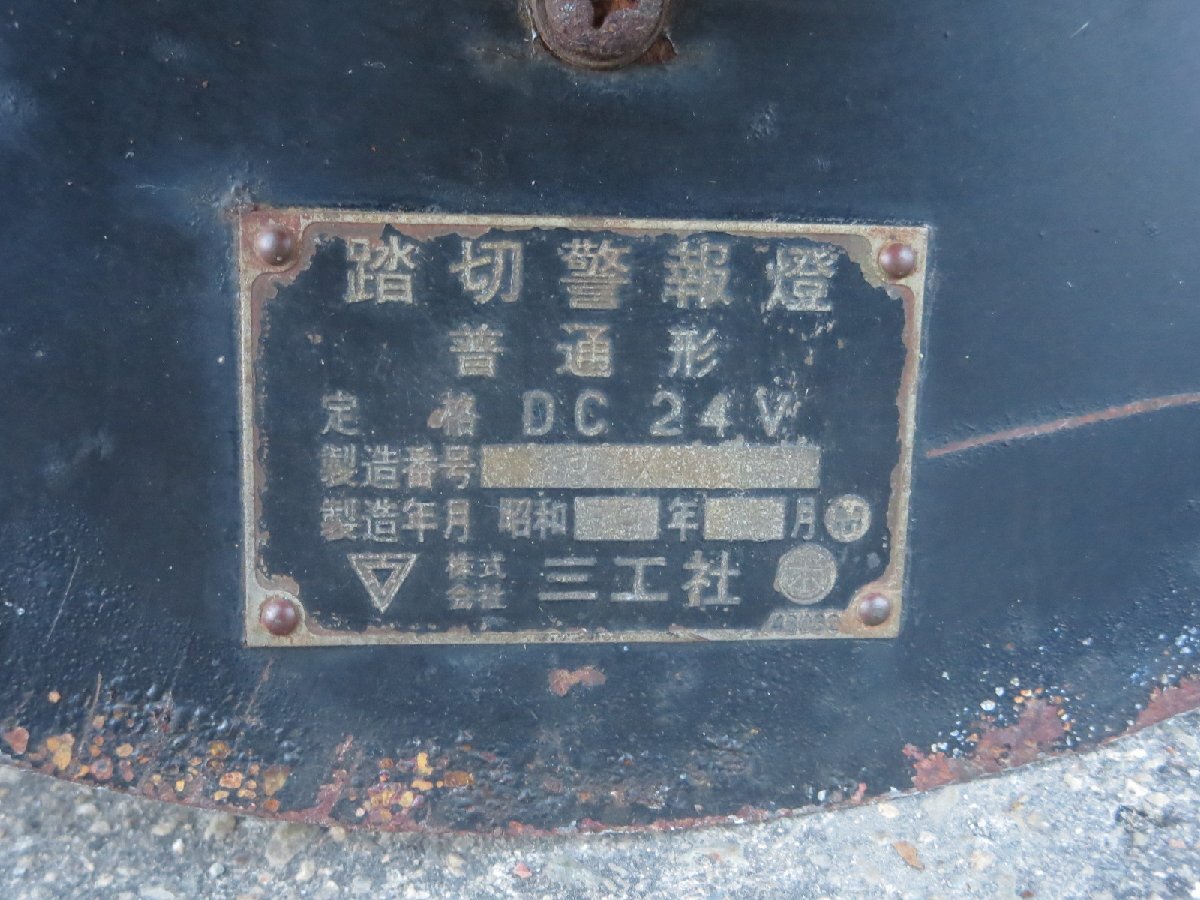 踏切警報燈
普通形
定格 DC 24V
製造番号
製造年月 昭和 年 月
株式会社 三工社